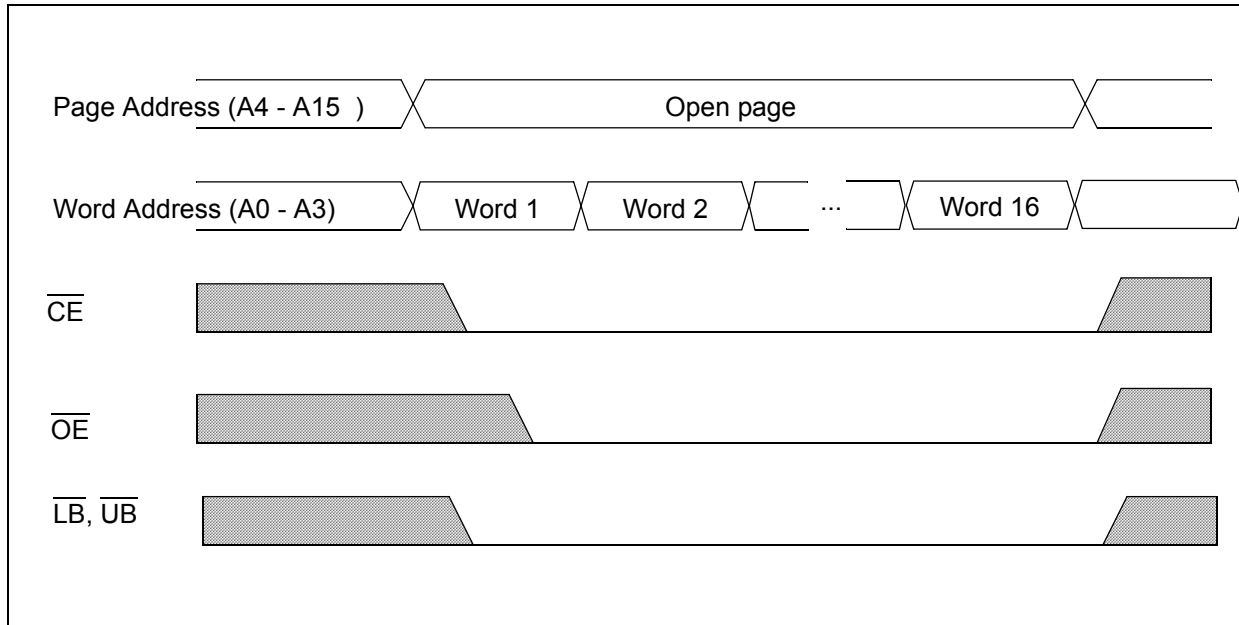 Page Address (A4 - A15 )
Open page
Word Address (A0 - A3)
Word 1
Word 2
...
Word 16
CE
OE
LB, UB